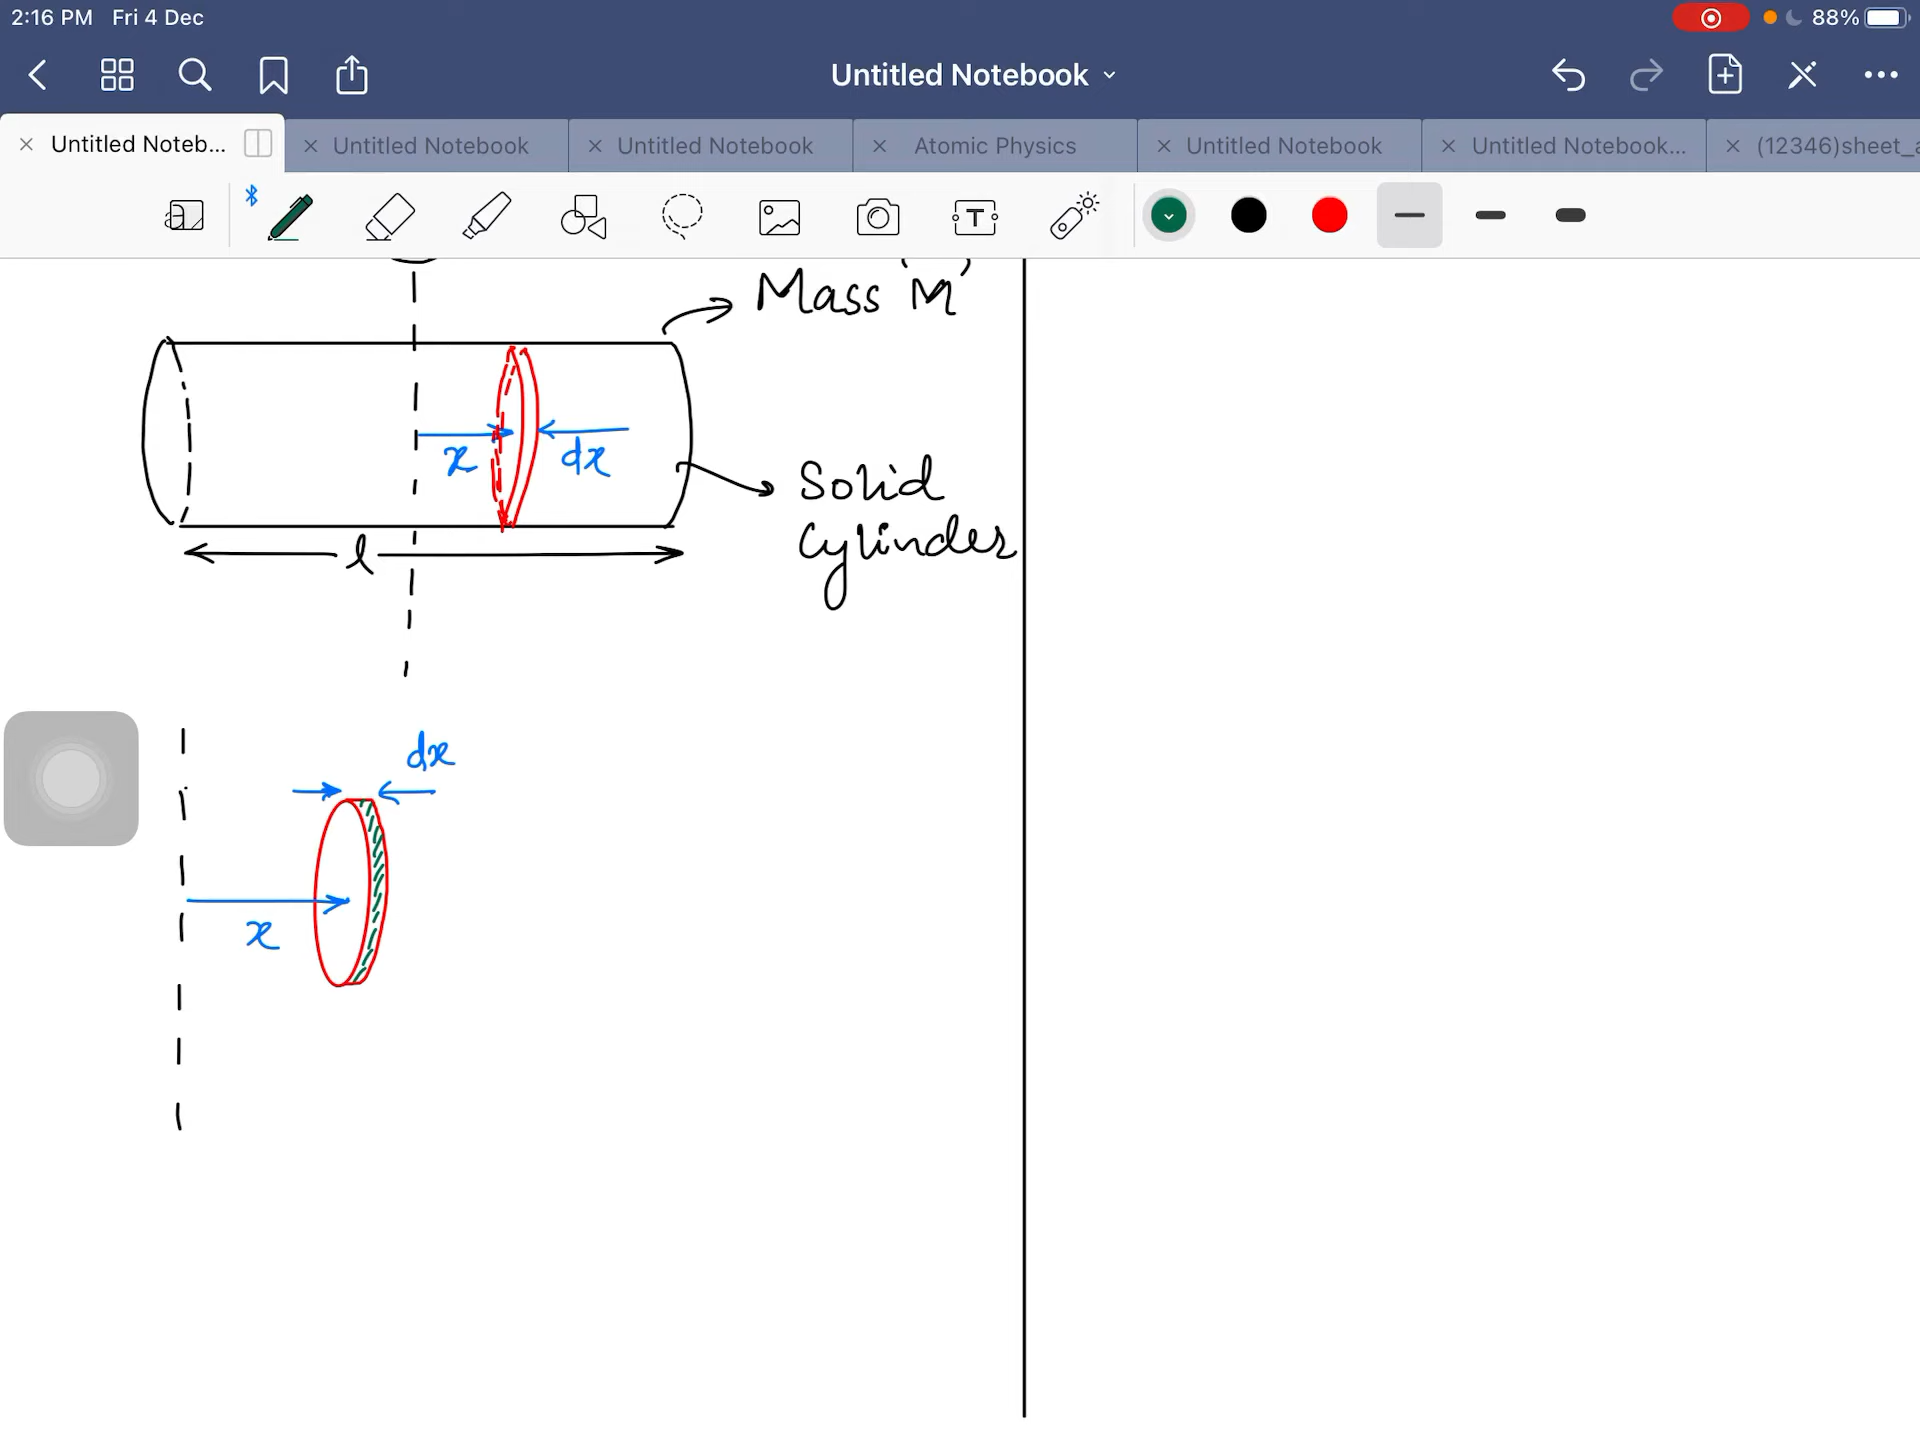 2:16 PM Fri 4 Dec
88%
Untitled Notebook
Untitled Noteb...
Untitled Notebook
Untitled Notebook
Atomic Physics
Untitled Notebook
Untitled Notebook...
(12346)sheet_a
Mass 'M'
x
dx
Solid
Cylinder
l
dx
x